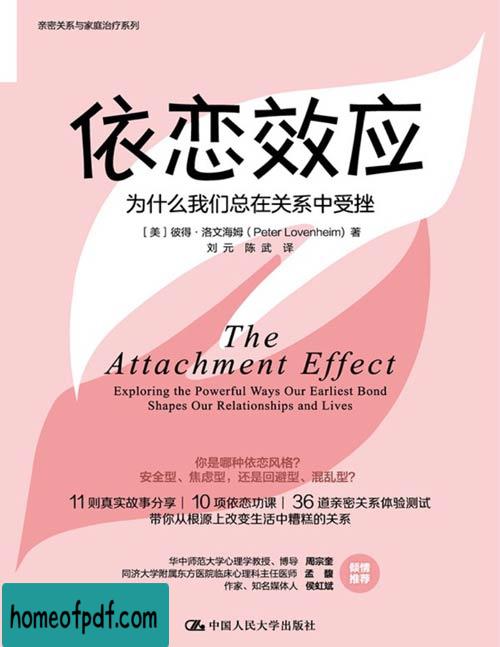 亲密关系与家庭治疗系列
依恋效应
为什么我们总在关系中受挫
［美］彼得·洛文海姆（Peter Lovenheim）著
刘元 陈武 译
The
Attachment Effect
Exploring the Powerful Ways Our Earliest Bond
Shapes Our Relationships and Lives
你是哪种依恋风格？
安全型、焦虑型，还是回避型、混乱型？
11则真实故事分享｜10项依恋功课｜36道亲密关系体验测试
带你从根源上改变生活中糟糕的关系
华中师范大学心理学教授、博导 周宗奎
同济大学附属东方医院临床心理科主任医师 孟馥
作家、知名媒体人 侯虹斌
倾情
推荐
homeofpdf.com
中国人民大学出版社